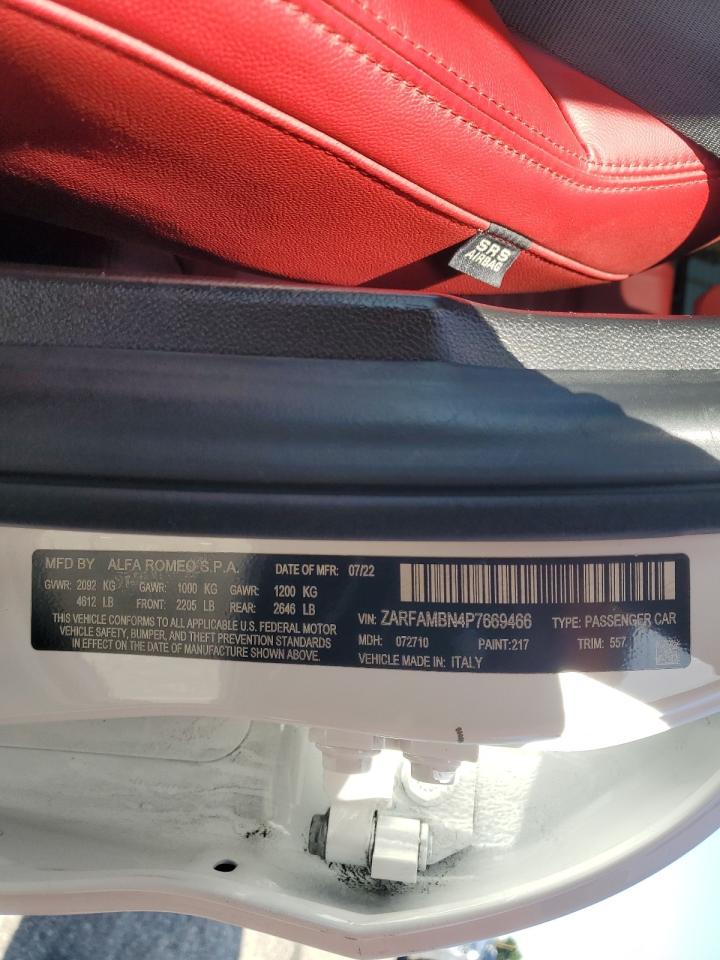 SRS
AIRBAG
MFD BY ALFA ROMEO S.P.A. DATE OF MFR: 07/22
GVWR: 2092 KG GAWR: 1000 KG GAWR: 1200 KG
4612 LB FRONT: 2205 LB REAR: 2646 LB
THIS VEHICLE CONFORMS TO ALL APPLICABLE U.S. FEDERAL MOTOR
VEHICLE SAFETY, BUMPER, AND THEFT PREVENTION STANDARDS
IN EFFECT ON THE DATE OF MANUFACTURE SHOWN ABOVE.
VIN: ZARFAMBN4P7669466 TYPE: PASSENGER CAR
MDH: 072710 PAINT:217 TRIM: 557
VEHICLE MADE IN: ITALY